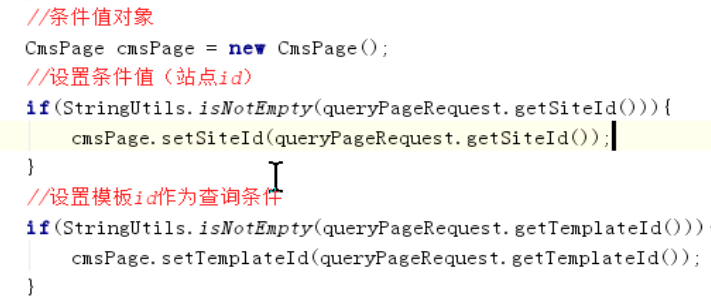 //条件值对象
CmsPage cmsPage = new CmsPage();
//设置条件值（站点id）
if(StringUtils.isNotEmpty(queryPageRequest.getSiteId())){
cmsPage.setSiteId(queryPageRequest.getSiteId());
}
//设置模板id作为查询条件
if(StringUtils.isNotEmpty(queryPageRequest.getTemplateId()))
cmsPage.setTemplateId(queryPageRequest.getTemplateId());
}